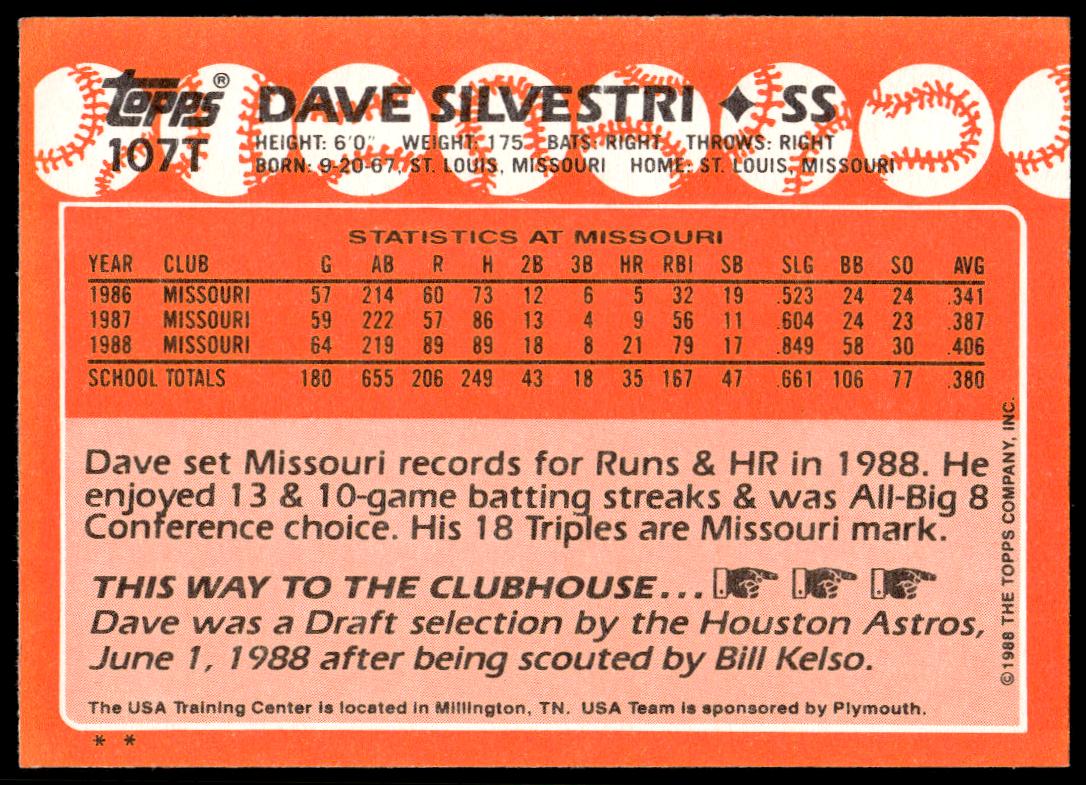 topps® DAVE SILVESTRI ◆ SS
107T HEIGHT: 6'0" WEIGHT: 175 BATS: RIGHT THROWS: RIGHT
BORN: 9-20-67, ST. LOUIS, MISSOURI HOME: ST. LOUIS, MISSOURI
STATISTICS AT MISSOURI
YEAR CLUB G AB R H 2B 3B HR RBI SB SLG BB SO AVG
1986 MISSOURI 57 214 60 73 12 6 5 32 19 .523 24 24 .341
1987 MISSOURI 59 222 57 86 13 4 9 56 11 .604 24 23 .387
1988 MISSOURI 64 219 89 89 18 8 21 79 17 .849 58 30 .406
SCHOOL TOTALS 180 655 206 249 43 18 35 167 47 .661 106 77 .380
Dave set Missouri records for Runs & HR in 1988. He
enjoyed 13 & 10-game batting streaks & was All-Big 8
Conference choice. His 18 Triples are Missouri mark.
THIS WAY TO THE CLUBHOUSE...
Dave was a Draft selection by the Houston Astros,
June 1, 1988 after being scouted by Bill Kelso.
The USA Training Center is located in Millington, TN. USA Team is sponsored by Plymouth.
* *
©1988 THE TOPPS COMPANY, INC.